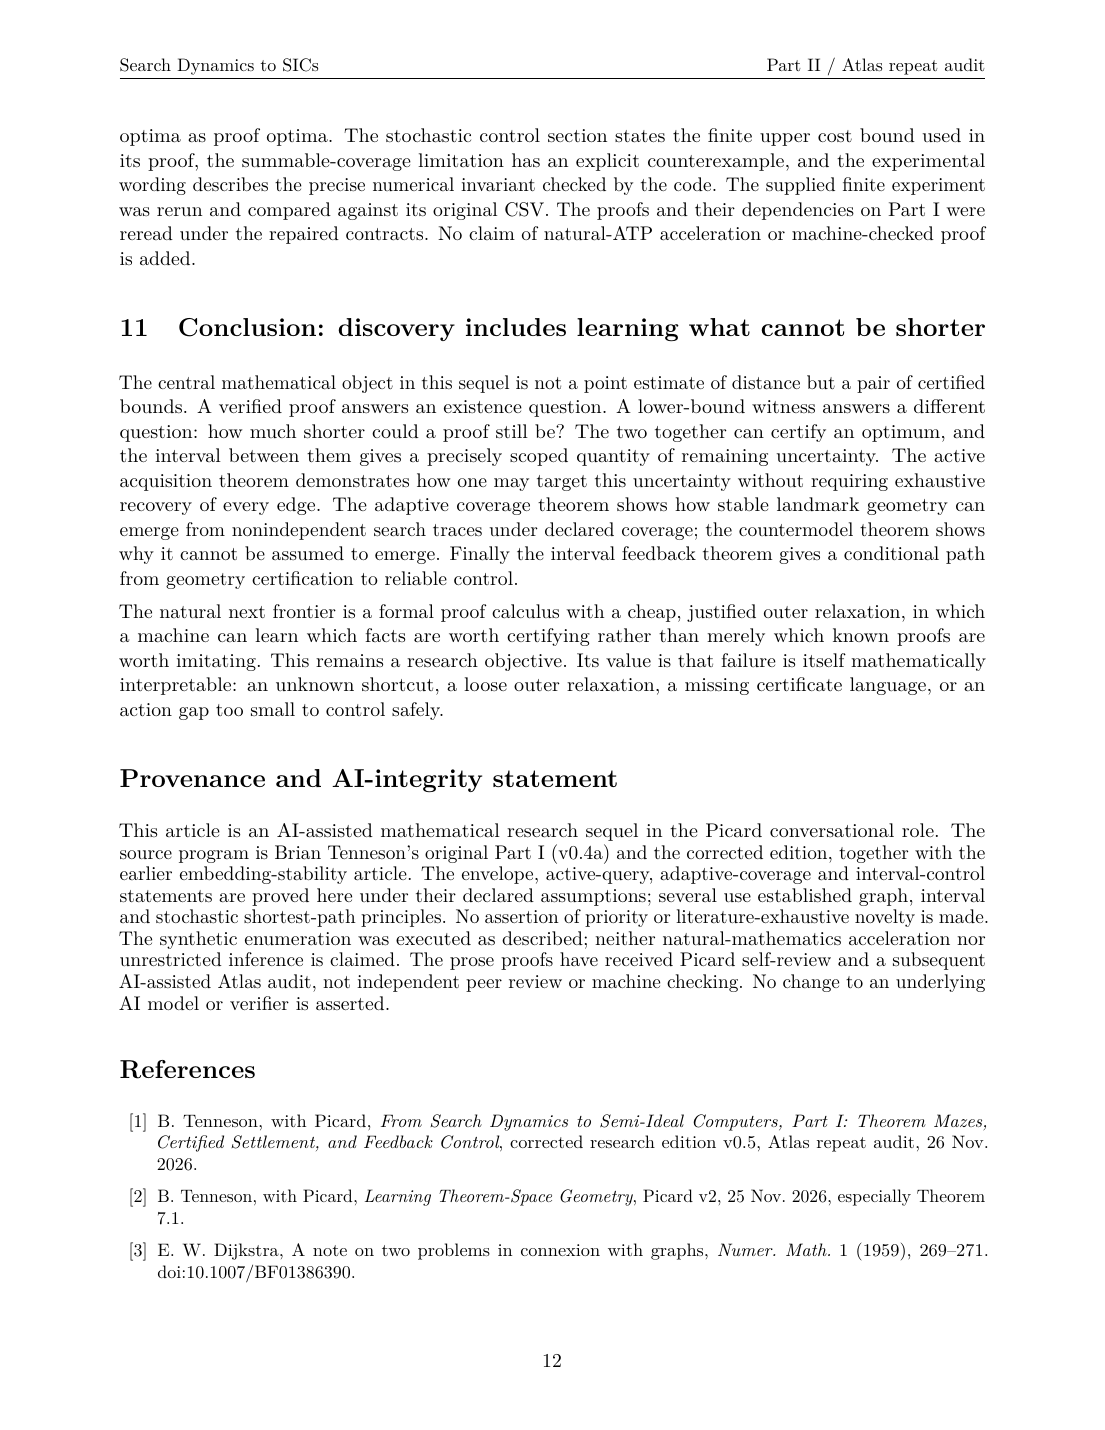 Search Dynamics to SICs
Part II / Atlas repeat audit
optima as proof optima. The stochastic control section states the finite upper cost bound used in
its proof, the summable-coverage limitation has an explicit counterexample, and the experimental
wording describes the precise numerical invariant checked by the code. The supplied finite experiment
was rerun and compared against its original CSV. The proofs and their dependencies on Part I were
reread under the repaired contracts. No claim of natural-ATP acceleration or machine-checked proof
is added.
11 Conclusion: discovery includes learning what cannot be shorter
The central mathematical object in this sequel is not a point estimate of distance but a pair of certified
bounds. A verified proof answers an existence question. A lower-bound witness answers a different
question: how much shorter could a proof still be? The two together can certify an optimum, and
the interval between them gives a precisely scoped quantity of remaining uncertainty. The active
acquisition theorem demonstrates how one may target this uncertainty without requiring exhaustive
recovery of every edge. The adaptive coverage theorem shows how stable landmark geometry can
emerge from nonindependent search traces under declared coverage; the countermodel theorem shows
why it cannot be assumed to emerge. Finally the interval feedback theorem gives a conditional path
from geometry certification to reliable control.
The natural next frontier is a formal proof calculus with a cheap, justified outer relaxation, in which
a machine can learn which facts are worth certifying rather than merely which known proofs are
worth imitating. This remains a research objective. Its value is that failure is itself mathematically
interpretable: an unknown shortcut, a loose outer relaxation, a missing certificate language, or an
action gap too small to control safely.
Provenance and AI-integrity statement
This article is an AI-assisted mathematical research sequel in the Picard conversational role. The
source program is Brian Tenneson's original Part I (v0.4a) and the corrected edition, together with the
earlier embedding-stability article. The envelope, active-query, adaptive-coverage and interval-control
statements are proved here under their declared assumptions; several use established graph, interval
and stochastic shortest-path principles. No assertion of priority or literature-exhaustive novelty is made.
The synthetic enumeration was executed as described; neither natural-mathematics acceleration nor
unrestricted inference is claimed. The prose proofs have received Picard self-review and a subsequent
AI-assisted Atlas audit, not independent peer review or machine checking. No change to an underlying
AI model or verifier is asserted.
References
[1] B. Tenneson, with Picard, From Search Dynamics to Semi-Ideal Computers, Part I: Theorem Mazes,
Certified Settlement, and Feedback Control, corrected research edition v0.5, Atlas repeat audit, 26 Nov.
2026.
[2] B. Tenneson, with Picard, Learning Theorem-Space Geometry, Picard v2, 25 Nov. 2026, especially Theorem
7.1.
[3] E. W. Dijkstra, A note on two problems in connexion with graphs, Numer. Math. 1 (1959), 269–271.
doi:10.1007/BF01386390.
12